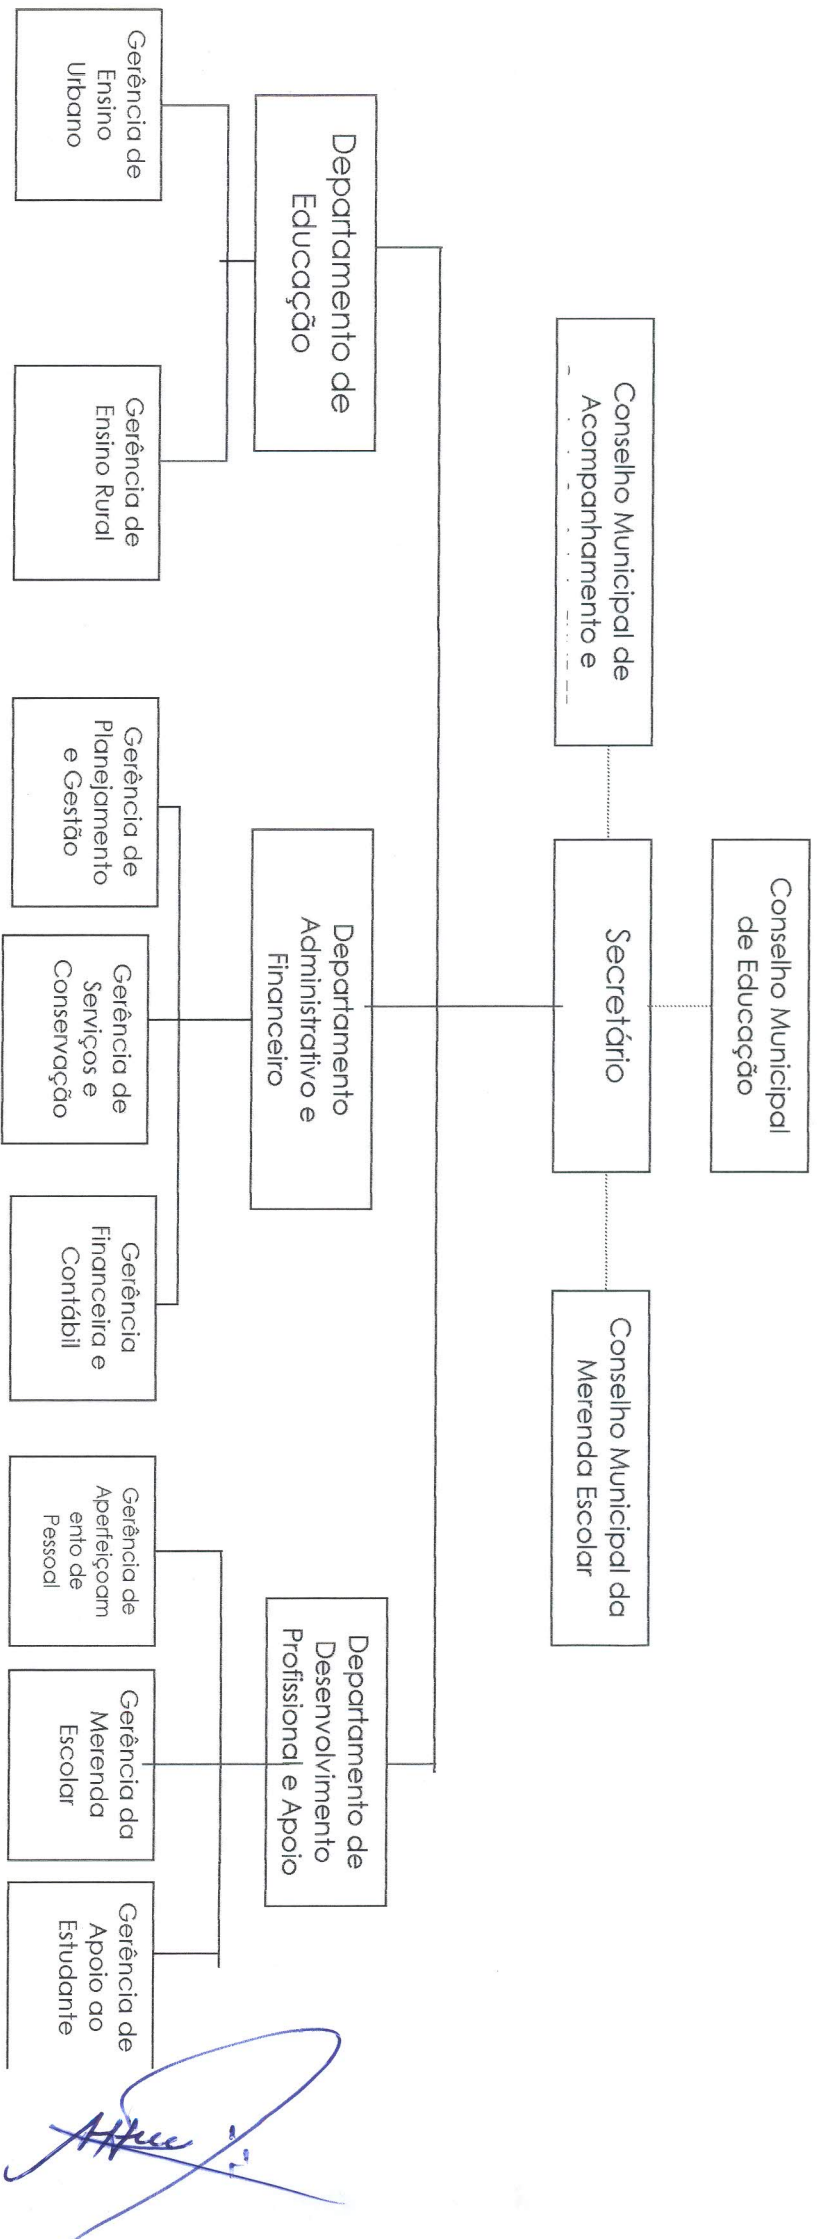 Conselho Municipal
de Educação
Conselho Municipal de
Acompanhamento e
Secretário
Conselho Municipal da
Merenda Escolar
Departamento de
Educação
Departamento
Administrativo e
Financeiro
Departamento de
Desenvolvimento
Profissional e Apoio
Gerência de
Ensino
Urbano
Gerência de
Ensino Rural
Gerência de
Planejamento
e Gestão
Gerência de
Serviços e
Conservação
Gerência
Financeira e
Contábil
Gerência de
Aperfeiçoam
ento de
Pessoal
Gerência da
Merenda
Escolar
Gerência de
Apoio ao
Estudante